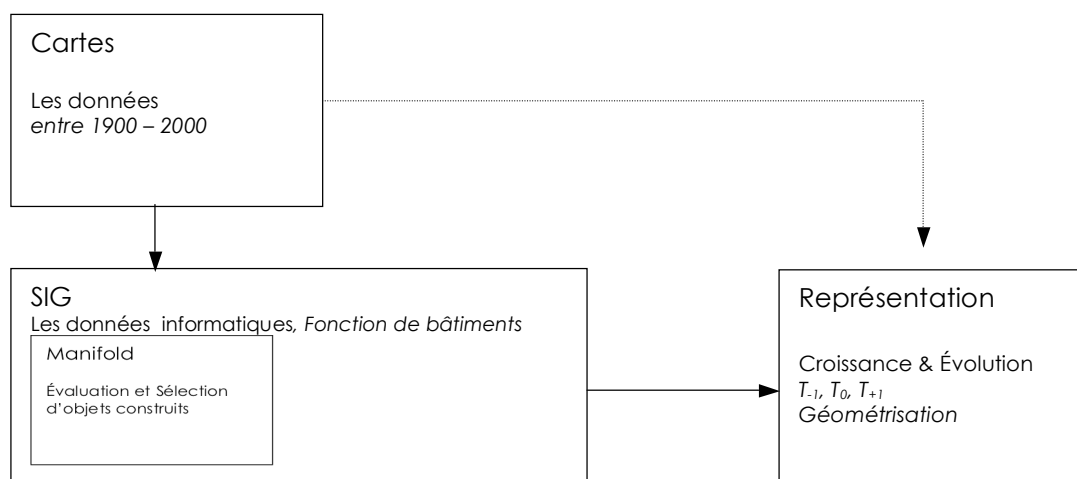 Cartes
Les données
entre 1900 – 2000
SIG
Les données informatiques, Fonction de bâtiments
Manifold
Évaluation et Sélection
d'objets construits
Représentation
Croissance & Évolution
T-1, T0, T+1
Géométrisation